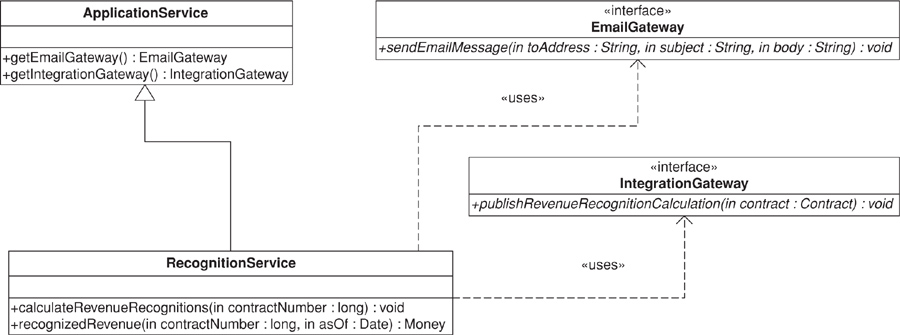 ApplicationService
+getEmailGateway() : EmailGateway
+getIntegrationGateway() : IntegrationGateway
«interface»
EmailGateway
+sendEmailMessage(in toAddress : String, in subject : String, in body : String) : void
«uses»
«interface»
IntegrationGateway
+publishRevenueRecognitionCalculation(in contract : Contract) : void
«uses»
RecognitionService
+calculateRevenueRecognitions(in contractNumber : long) : void
+recognizedRevenue(in contractNumber : long, in asOf : Date) : Money